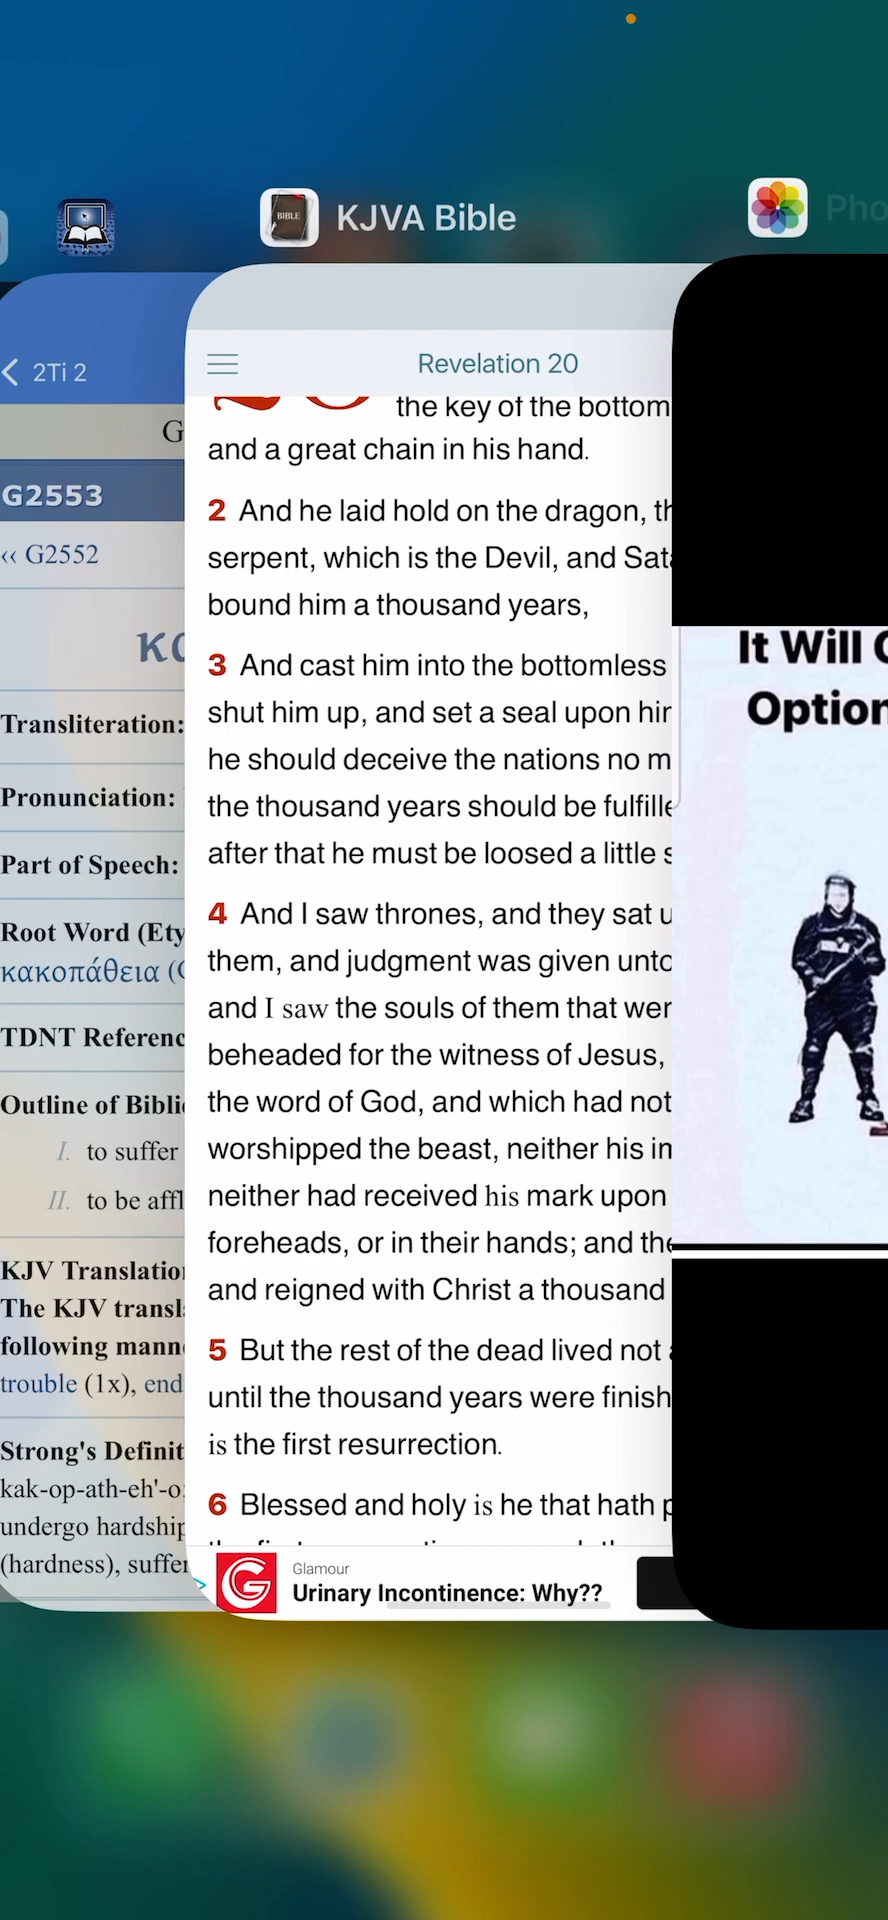 BIBLE
KJVA Bible
Pho
2Ti 2
G
G2553
‹‹ G2552
κα
Transliteration:
Pronunciation:
Part of Speech:
Root Word (Ety
κακοπάθεια (G
TDNT Referenc
Outline of Bibli
I. to suffer
II. to be affl
KJV Translation
The KJV transl
following mann
trouble (1x), end
Strong's Definit
kak-op-ath-eh'-o;
undergo hardship
(hardness), suffer
Revelation 20
the key of the bottom
and a great chain in his hand.
2 And he laid hold on the dragon, th
serpent, which is the Devil, and Sata
bound him a thousand years,
3 And cast him into the bottomless
shut him up, and set a seal upon him
he should deceive the nations no m
the thousand years should be fulfille
after that he must be loosed a little s
4 And I saw thrones, and they sat u
them, and judgment was given unto
and I saw the souls of them that wer
beheaded for the witness of Jesus,
the word of God, and which had not
worshipped the beast, neither his im
neither had received his mark upon
foreheads, or in their hands; and the
and reigned with Christ a thousand
5 But the rest of the dead lived not a
until the thousand years were finish
is the first resurrection.
6 Blessed and holy is he that hath p
Glamour
Urinary Incontinence: Why??
It Will C
Option